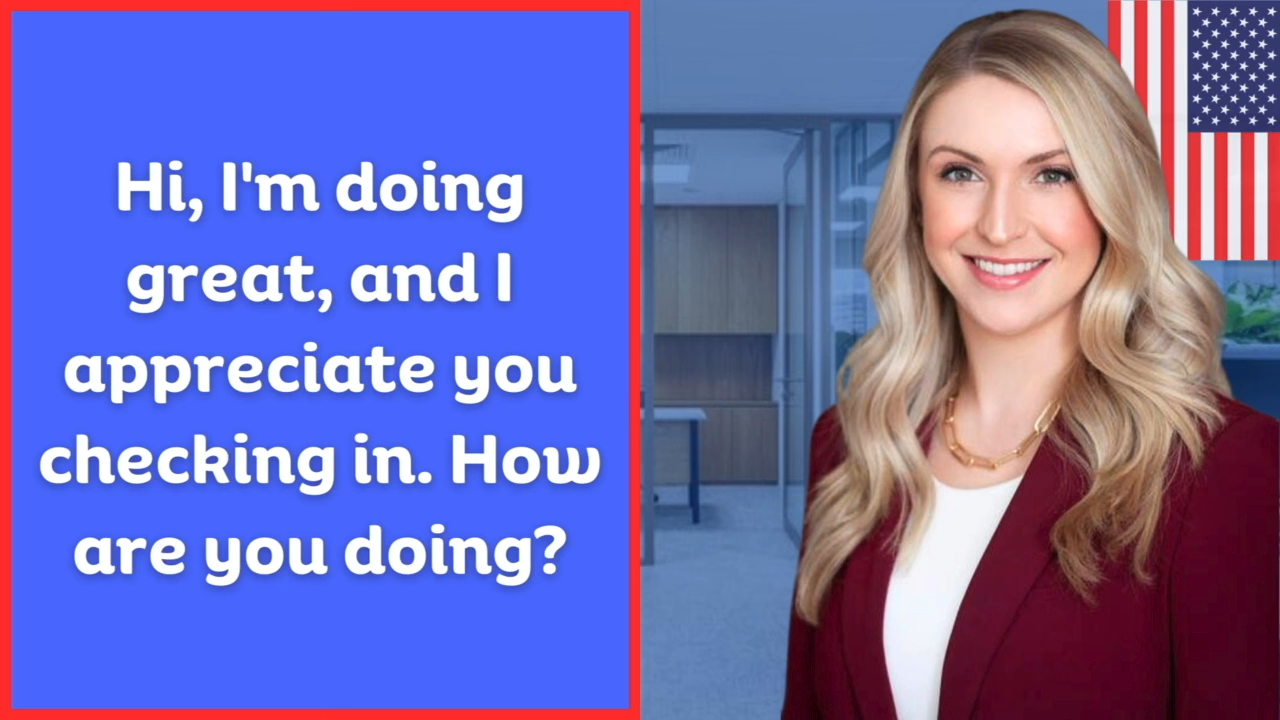 Hi, I'm doing
great, and I
appreciate you
checking in. How
are you doing?